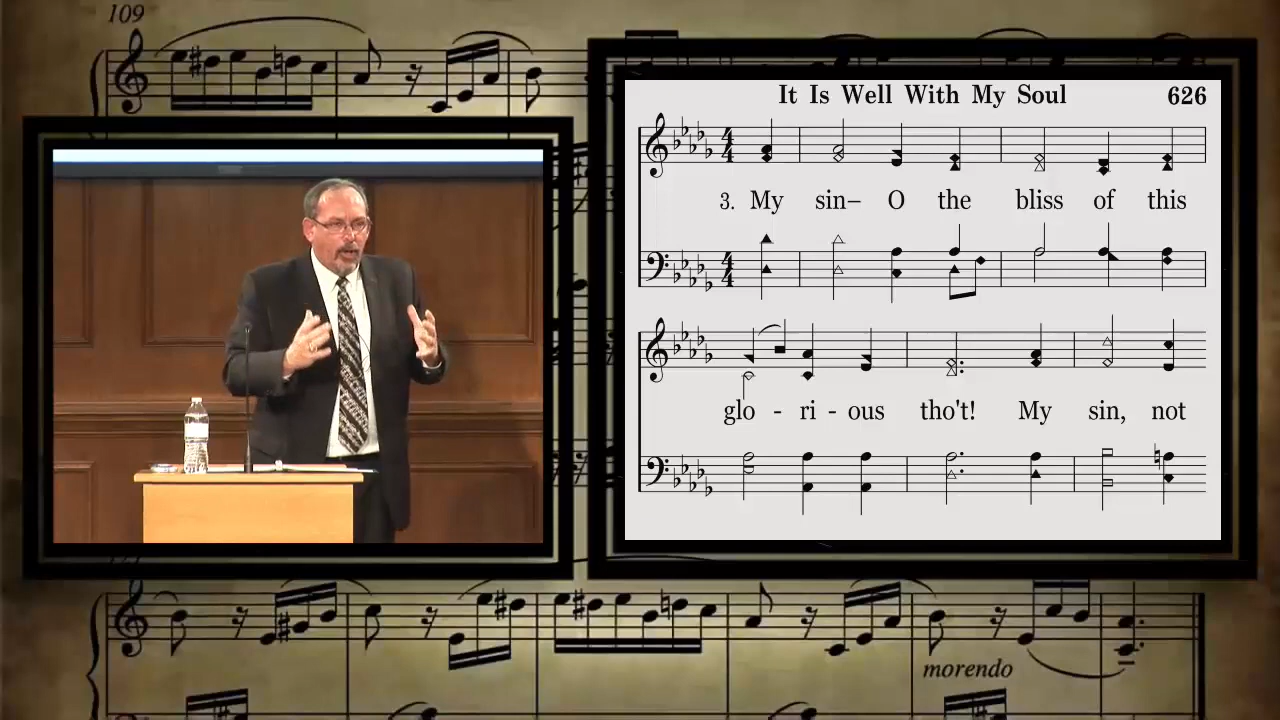 109
It Is Well With My Soul 626
3. My sin– O the bliss of this
glo - ri - ous tho't! My sin, not
morendo